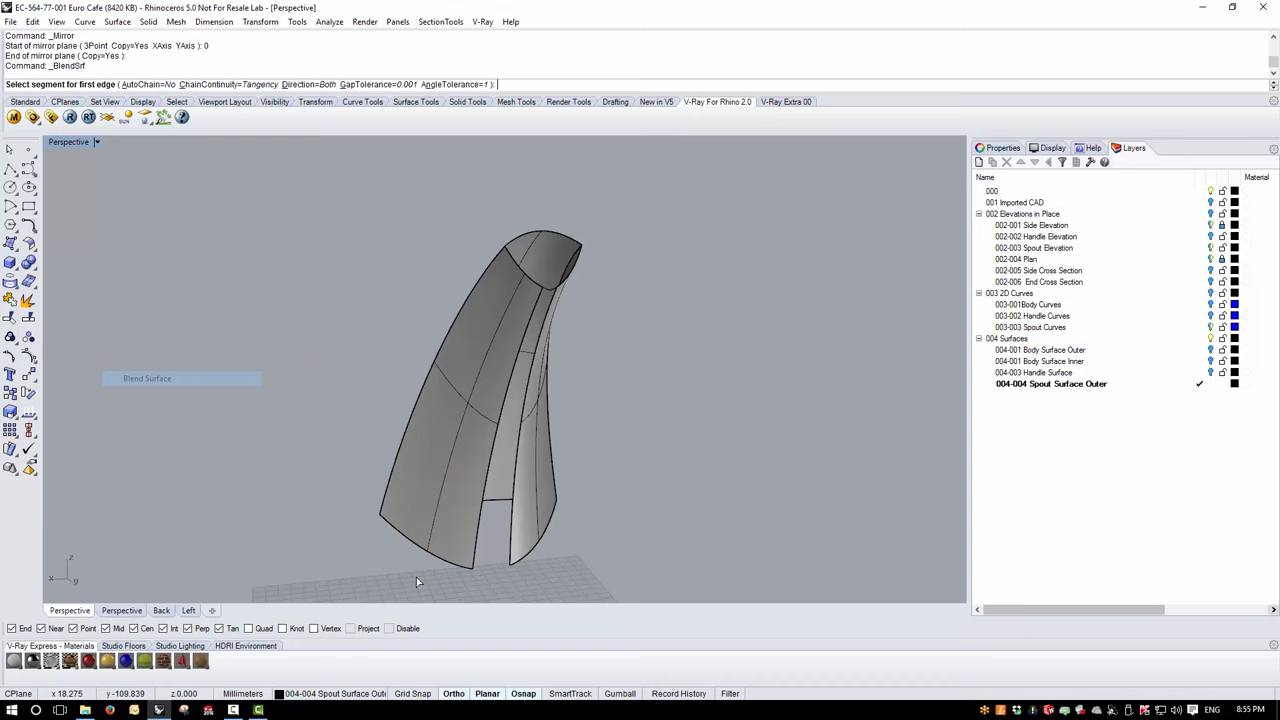 EC-564-77-001 Euro Cafe (8420 KB) - Rhinoceros 5.0 Not For Resale Lab - [Perspective]
File Edit View Curve Surface Solid Mesh Dimension Transform Tools Analyze Render Panels SectionTools V-Ray Help
Command: _Mirror
Start of mirror plane ( 3Point Copy=Yes XAxis YAxis ): 0
End of mirror plane ( Copy=Yes ):
Command: _BlendSrf
Select segment for first edge ( AutoChain=No ChainContinuity=Tangency Direction=Both GapTolerance=0.001 AngleTolerance=1 ):
Standard CPlanes Set View Display Select Viewport Layout Visibility Transform Curve Tools Surface Tools Solid Tools Mesh Tools Render Tools Drafting New in V5 V-Ray For Rhino 2.0 V-Ray Extra 00
Perspective
Properties Display Help Layers
Name Material
000
001 Imported CAD
002 Elevations in Place
002-001 Side Elevation
002-002 Handle Elevation
002-003 Spout Elevation
002-004 Plan
002-005 Side Cross Section
002-006 End Cross Section
003 2D Curves
003-001Body Curves
003-002 Handle Curves
003-003 Spout Curves
004 Surfaces
004-001 Body Surface Outer
004-001 Body Surface Inner
004-003 Handle Surface
004-004 Spout Surface Outer
Blend Surface
z
x y
Perspective Perspective Back Left
End Near Point Mid Cen Int Perp Tan Quad Knot Vertex Project Disable
V-Ray Express - Materials Studio Floors Studio Lighting HDRI Environment
CPlane x 18.275 y -109.839 z 0.000 Millimeters 004-004 Spout Surface Oute Grid Snap Ortho Planar Osnap SmartTrack Gumball Record History Filter
ENG 8:55 PM